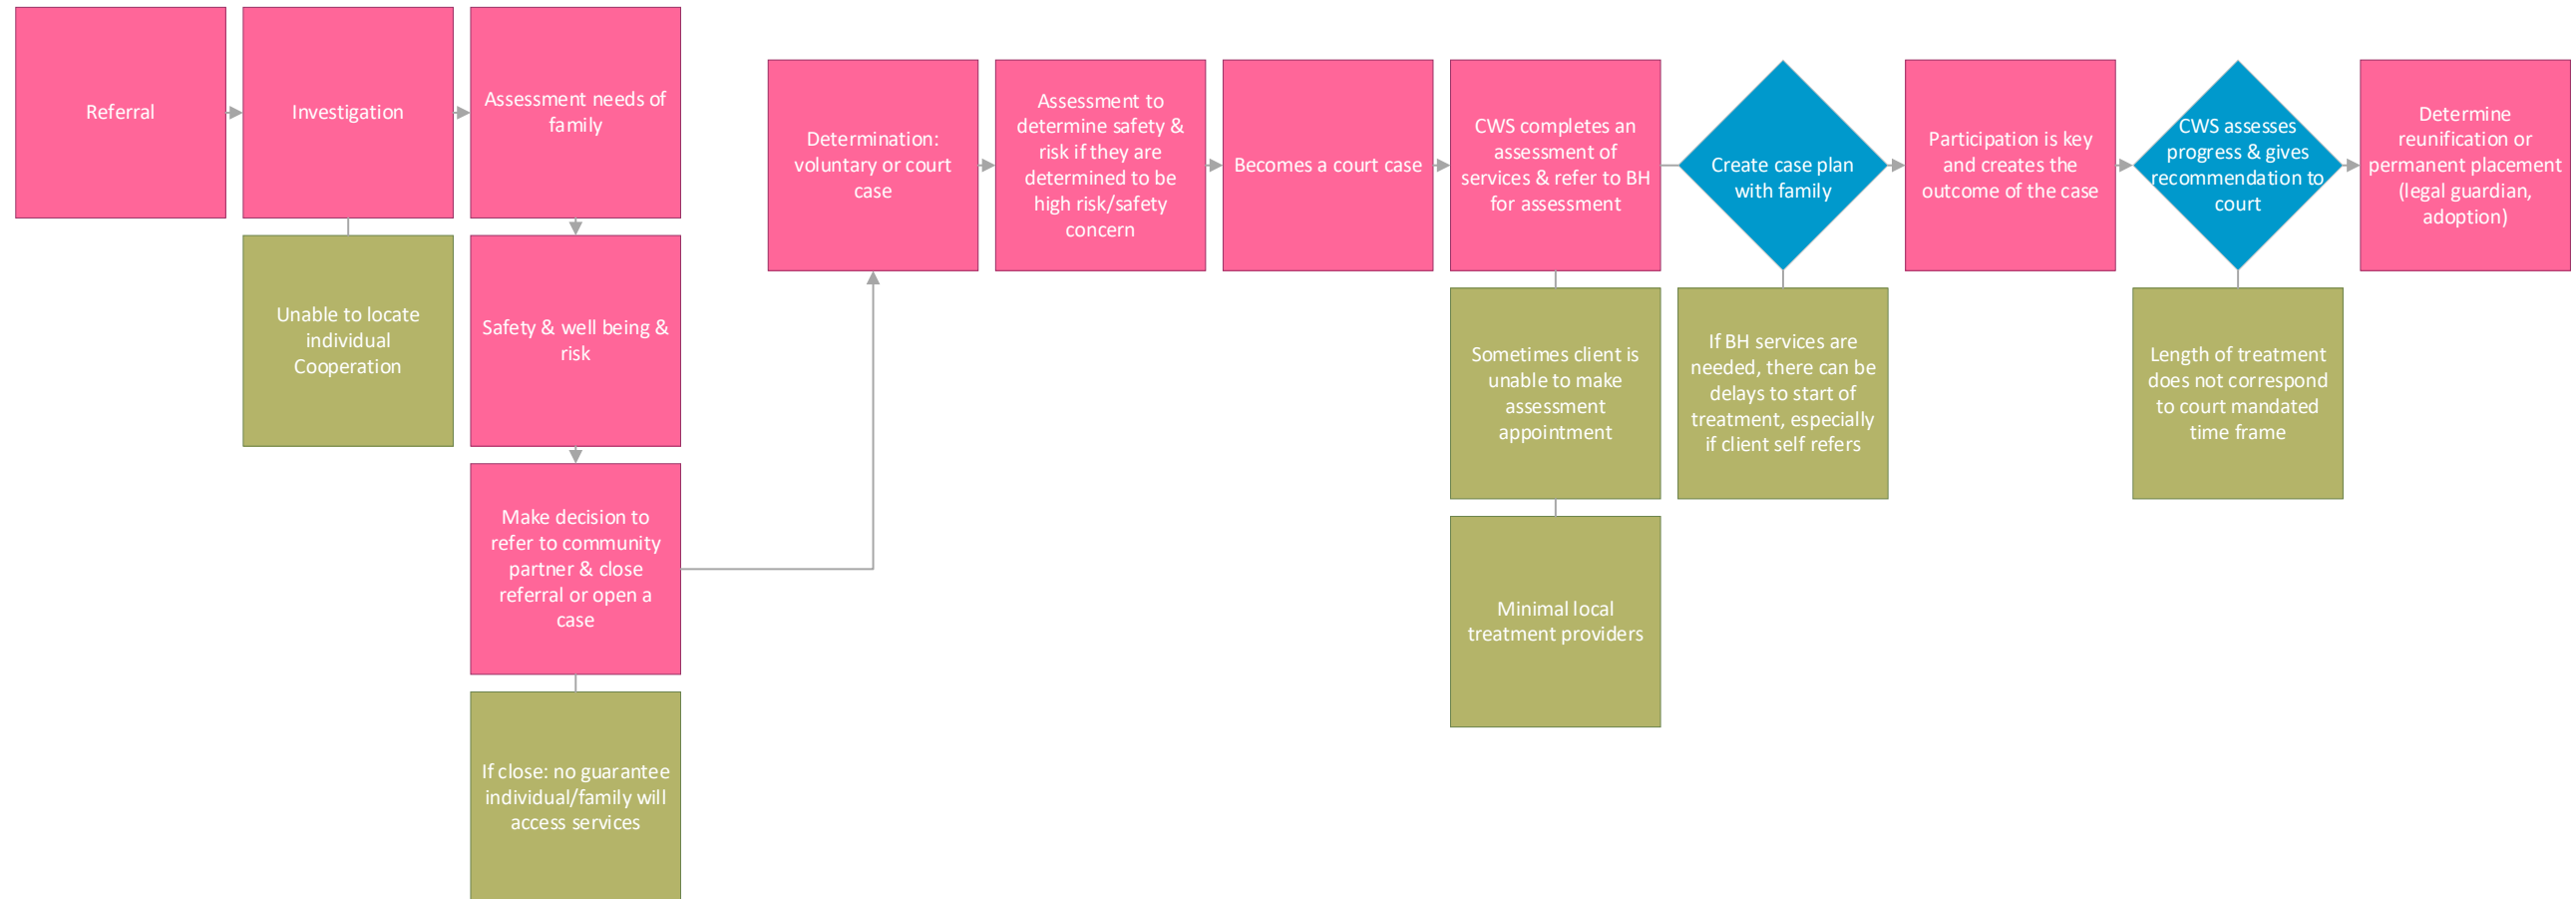 Referral
Investigation
Assessment needs of
family
Unable to locate
individual
Cooperation
Safety & well being &
risk
Make decision to
refer to community
partner & close
referral or open a
case
If close: no guarantee
individual/family will
access services
Determination:
voluntary or court
case
Assessment to
determine safety &
risk if they are
determined to be
high risk/safety
concern
Becomes a court case
CWS completes an
assessment of
services & refer to BH
for assessment
Sometimes client is
unable to make
assessment
appointment
Minimal local
treatment providers
Create case plan
with family
If BH services are
needed, there can be
delays to start of
treatment, especially
if client self refers
Participation is key
and creates the
outcome of the case
CWS assesses
progress & gives
recommendation to
court
Length of treatment
does not correspond
to court mandated
time frame
Determine
reunification or
permanent placement
(legal guardian,
adoption)